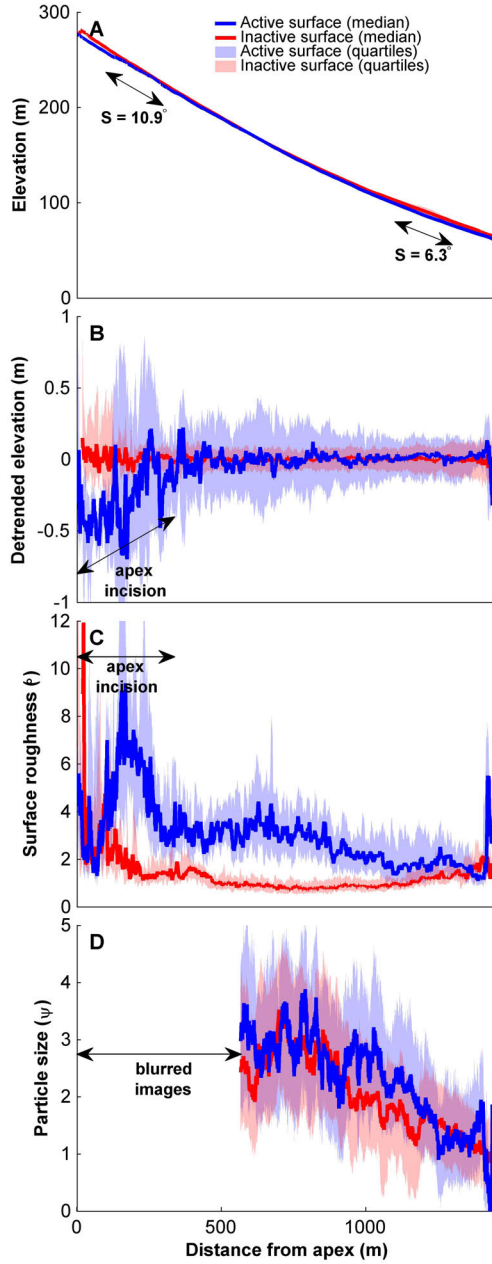 A
Active surface (median)
Inactive surface (median)
Active surface (quartiles)
Inactive surface (quartiles)
300
200
100
0
Elevation (m)
S = 10.9°
S = 6.3°
B
1
0.5
0
-0.5
-1
Detrended elevation (m)
apex
incision
C
12
10
8
6
4
2
0
Surface roughness (°)
apex
incision
D
5
4
3
2
1
0
Particle size (ψ)
blurred
images
0
500
1000
Distance from apex (m)